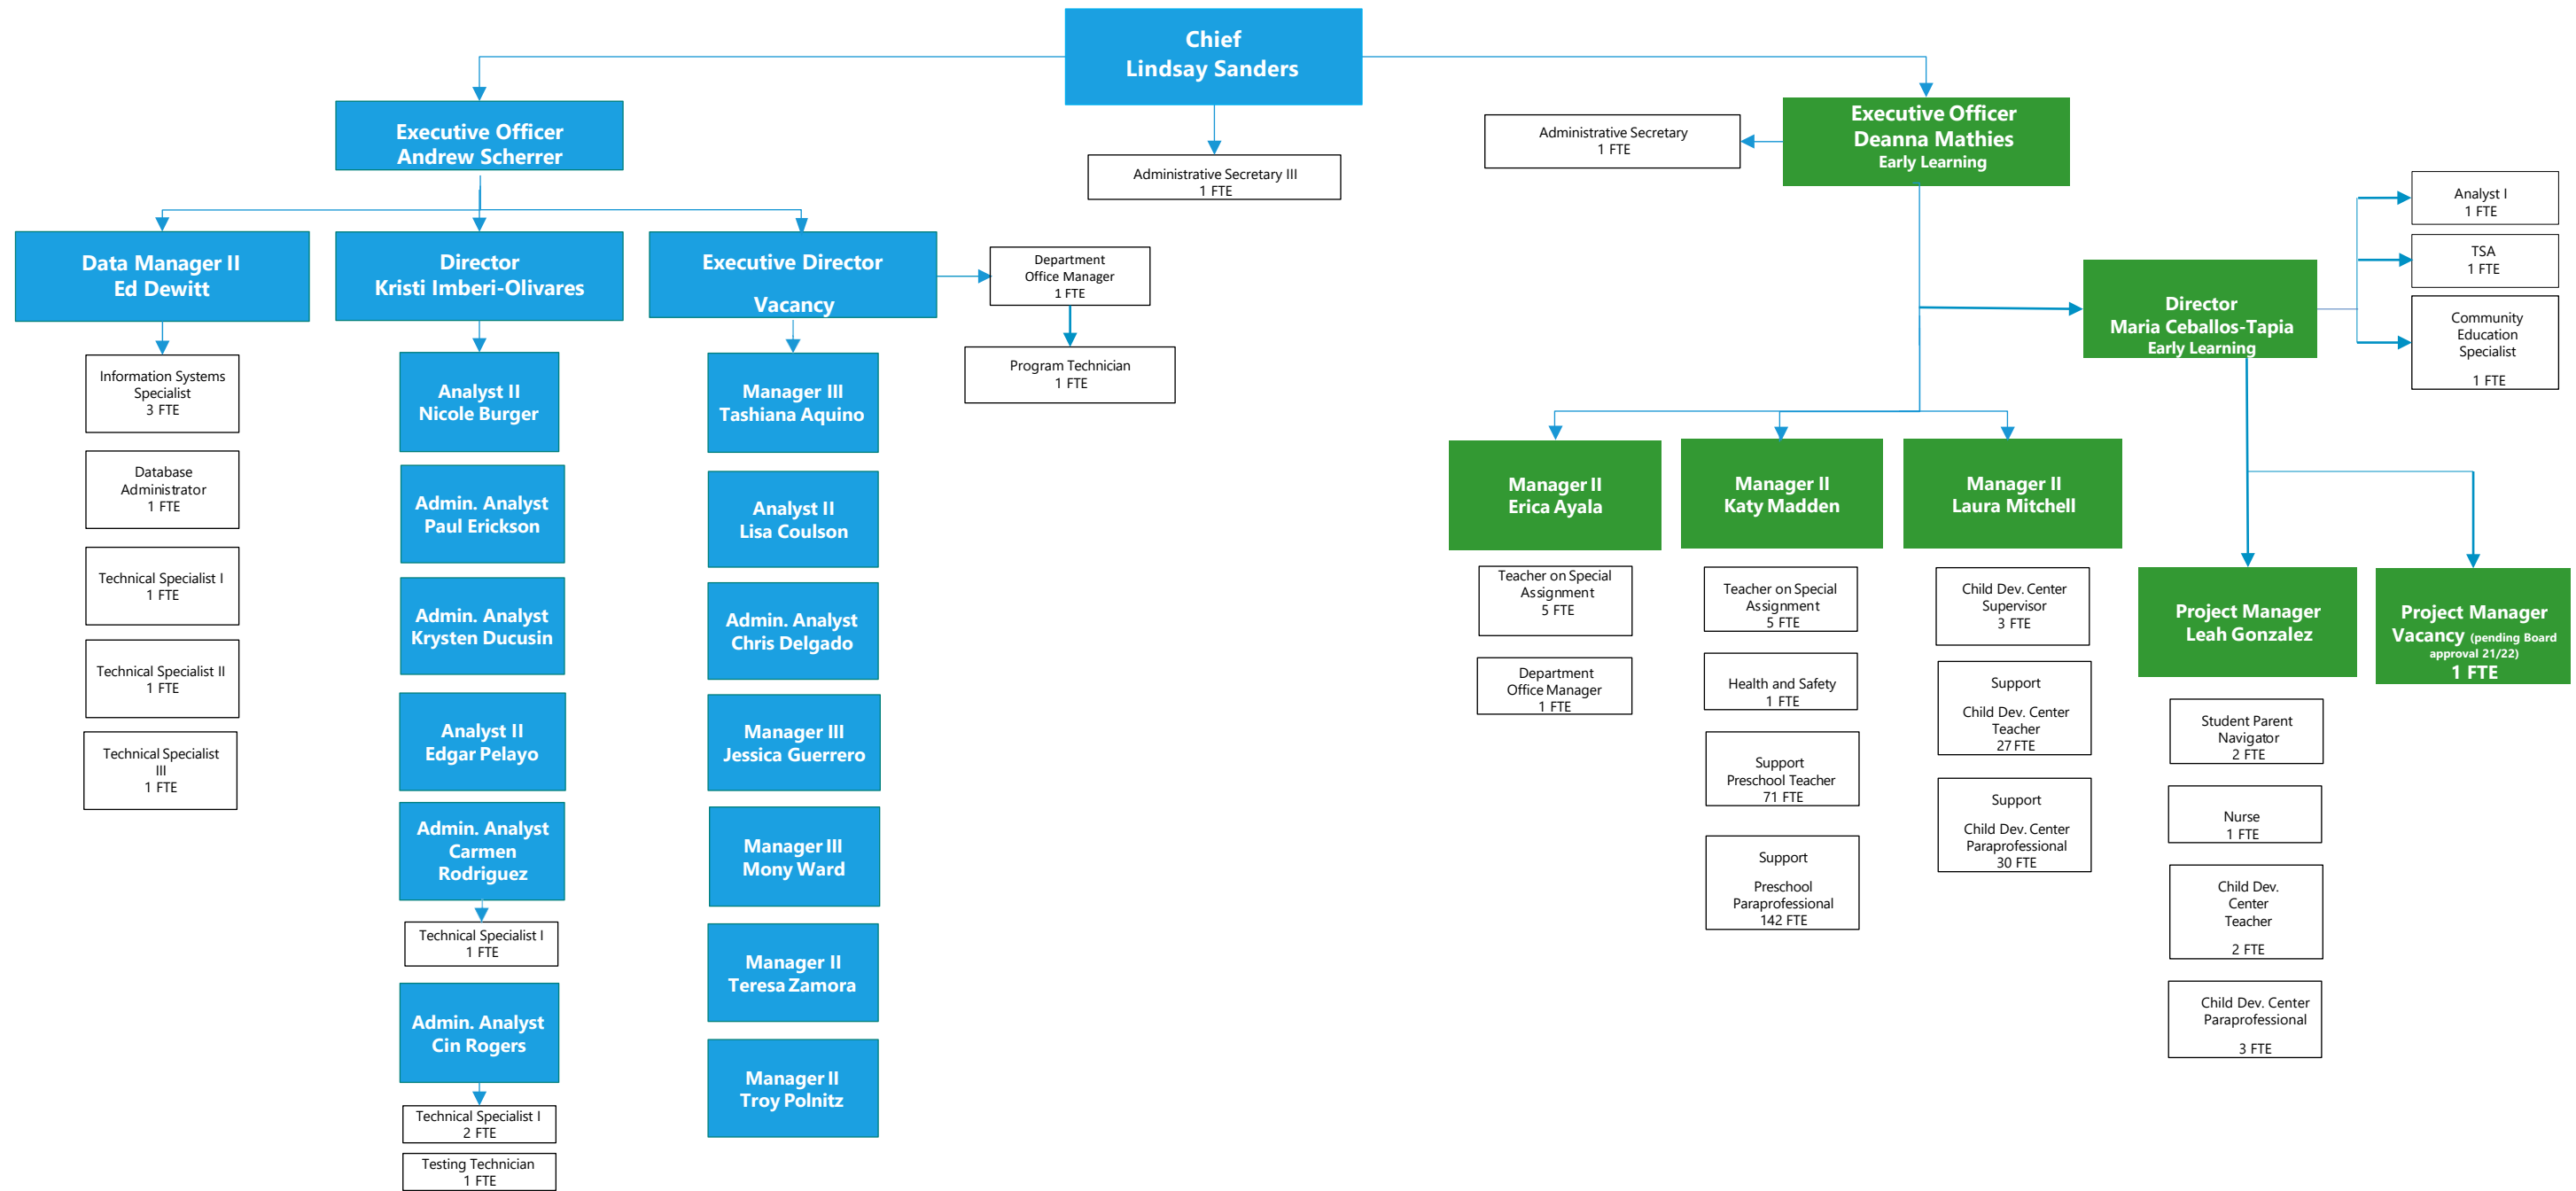 Chief
Lindsay Sanders
Executive Officer
Andrew Scherrer
Administrative Secretary III
1 FTE
Administrative Secretary
1 FTE
Executive Officer
Deanna Mathies
Early Learning
Data Manager II
Ed Dewitt
Director
Kristi Imberi-Olivares
Executive Director
Vacancy
Department
Office Manager
1 FTE
Program Technician
1 FTE
Information Systems
Specialist
3 FTE
Database
Administrator
1 FTE
Technical Specialist I
1 FTE
Technical Specialist II
1 FTE
Technical Specialist
III
1 FTE
Analyst II
Nicole Burger
Admin. Analyst
Paul Erickson
Admin. Analyst
Krysten Ducusin
Analyst II
Edgar Pelayo
Admin. Analyst
Carmen
Rodriguez
Technical Specialist I
1 FTE
Admin. Analyst
Cin Rogers
Technical Specialist I
2 FTE
Testing Technician
1 FTE
Manager III
Tashiana Aquino
Analyst II
Lisa Coulson
Admin. Analyst
Chris Delgado
Manager III
Jessica Guerrero
Manager III
Mony Ward
Manager II
Teresa Zamora
Manager II
Troy Polnitz
Director
Maria Ceballos-Tapia
Early Learning
Analyst I
1 FTE
TSA
1 FTE
Community
Education
Specialist
1 FTE
Manager II
Erica Ayala
Teacher on Special
Assignment
5 FTE
Department
Office Manager
1 FTE
Manager II
Katy Madden
Teacher on Special
Assignment
5 FTE
Health and Safety
1 FTE
Support
Preschool Teacher
71 FTE
Support
Preschool
Paraprofessional
142 FTE
Manager II
Laura Mitchell
Child Dev. Center
Supervisor
3 FTE
Support
Child Dev. Center
Teacher
27 FTE
Support
Child Dev. Center
Paraprofessional
30 FTE
Project Manager
Leah Gonzalez
Student Parent
Navigator
2 FTE
Nurse
1 FTE
Child Dev.
Center
Teacher
2 FTE
Child Dev. Center
Paraprofessional
3 FTE
Project Manager
Vacancy (pending Board
approval 21/22)
1 FTE